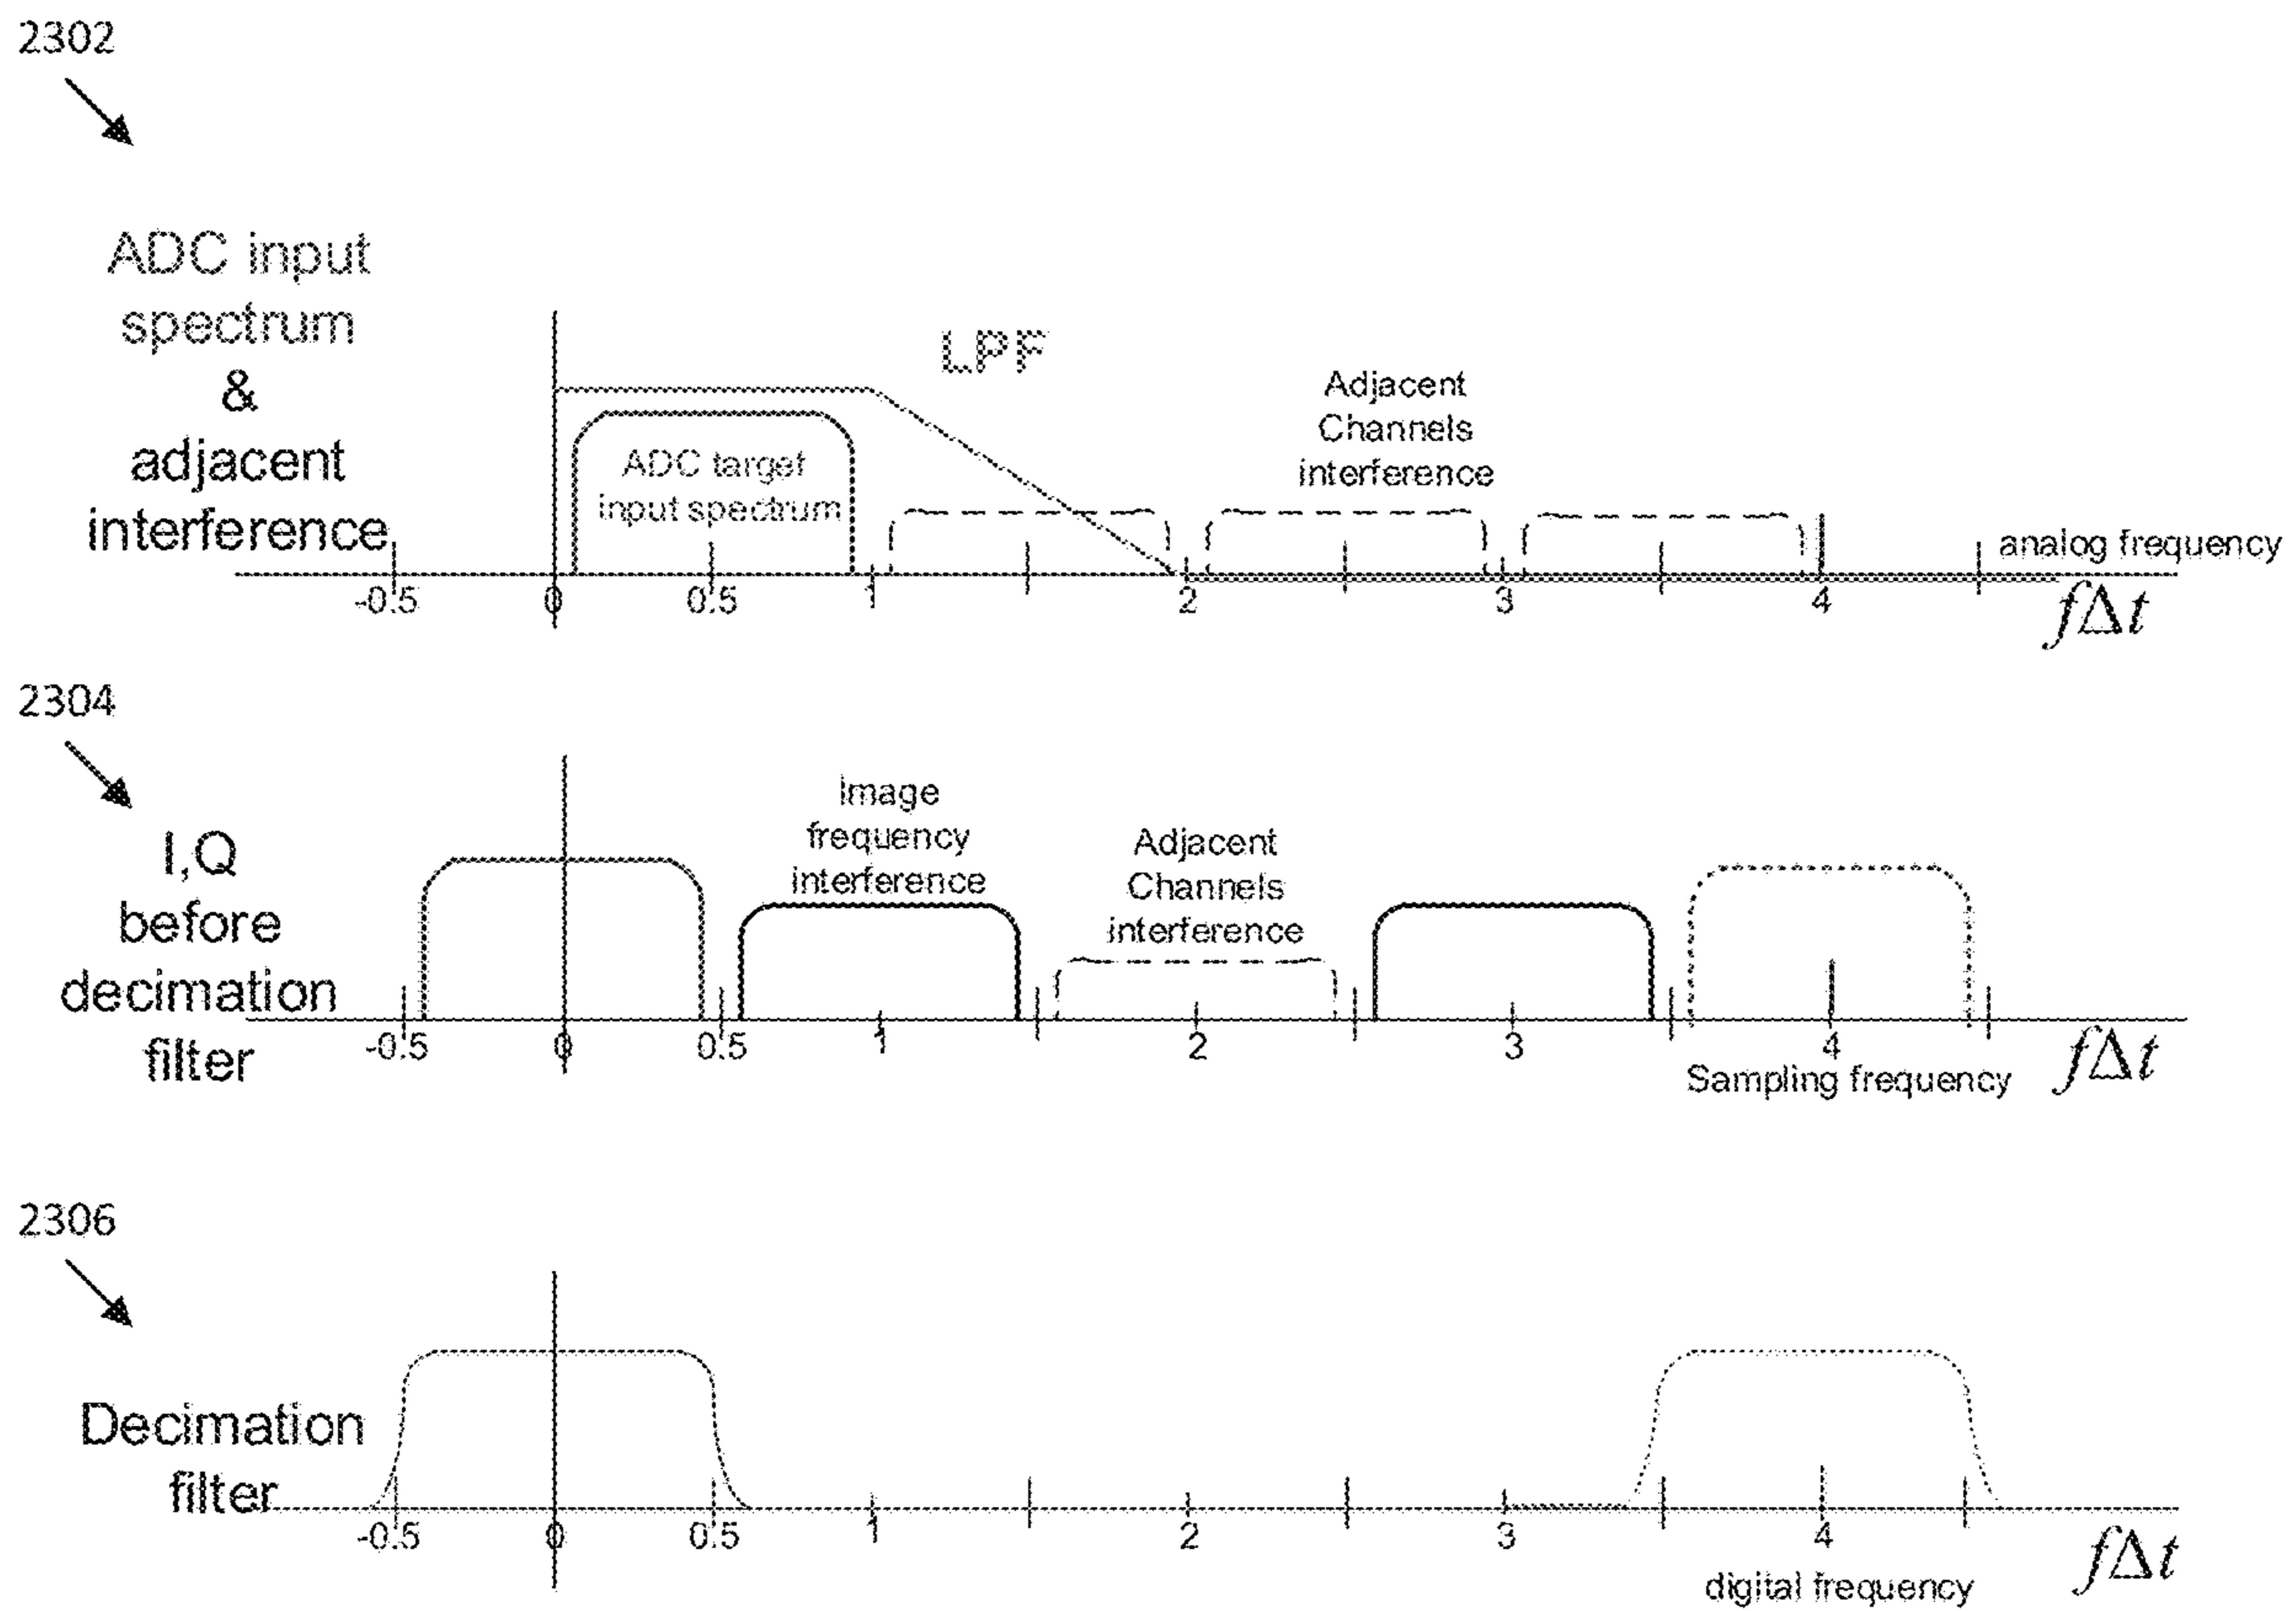 2302
ADC input
spectrum
&
adjacent
interference
LPF
ADC target
input spectrum
Adjacent
Channels
interference
analog frequency
-0.5 0 0.5 1 2 3 4
fΔt
2304
I,Q
before
decimation
filter
Image
frequency
interference
Adjacent
Channels
interference
-0.5 0 0.5 1 2 3 4
Sampling frequency
fΔt
2306
Decimation
filter
-0.5 0 0.5 1 2 3 4
digital frequency
fΔt